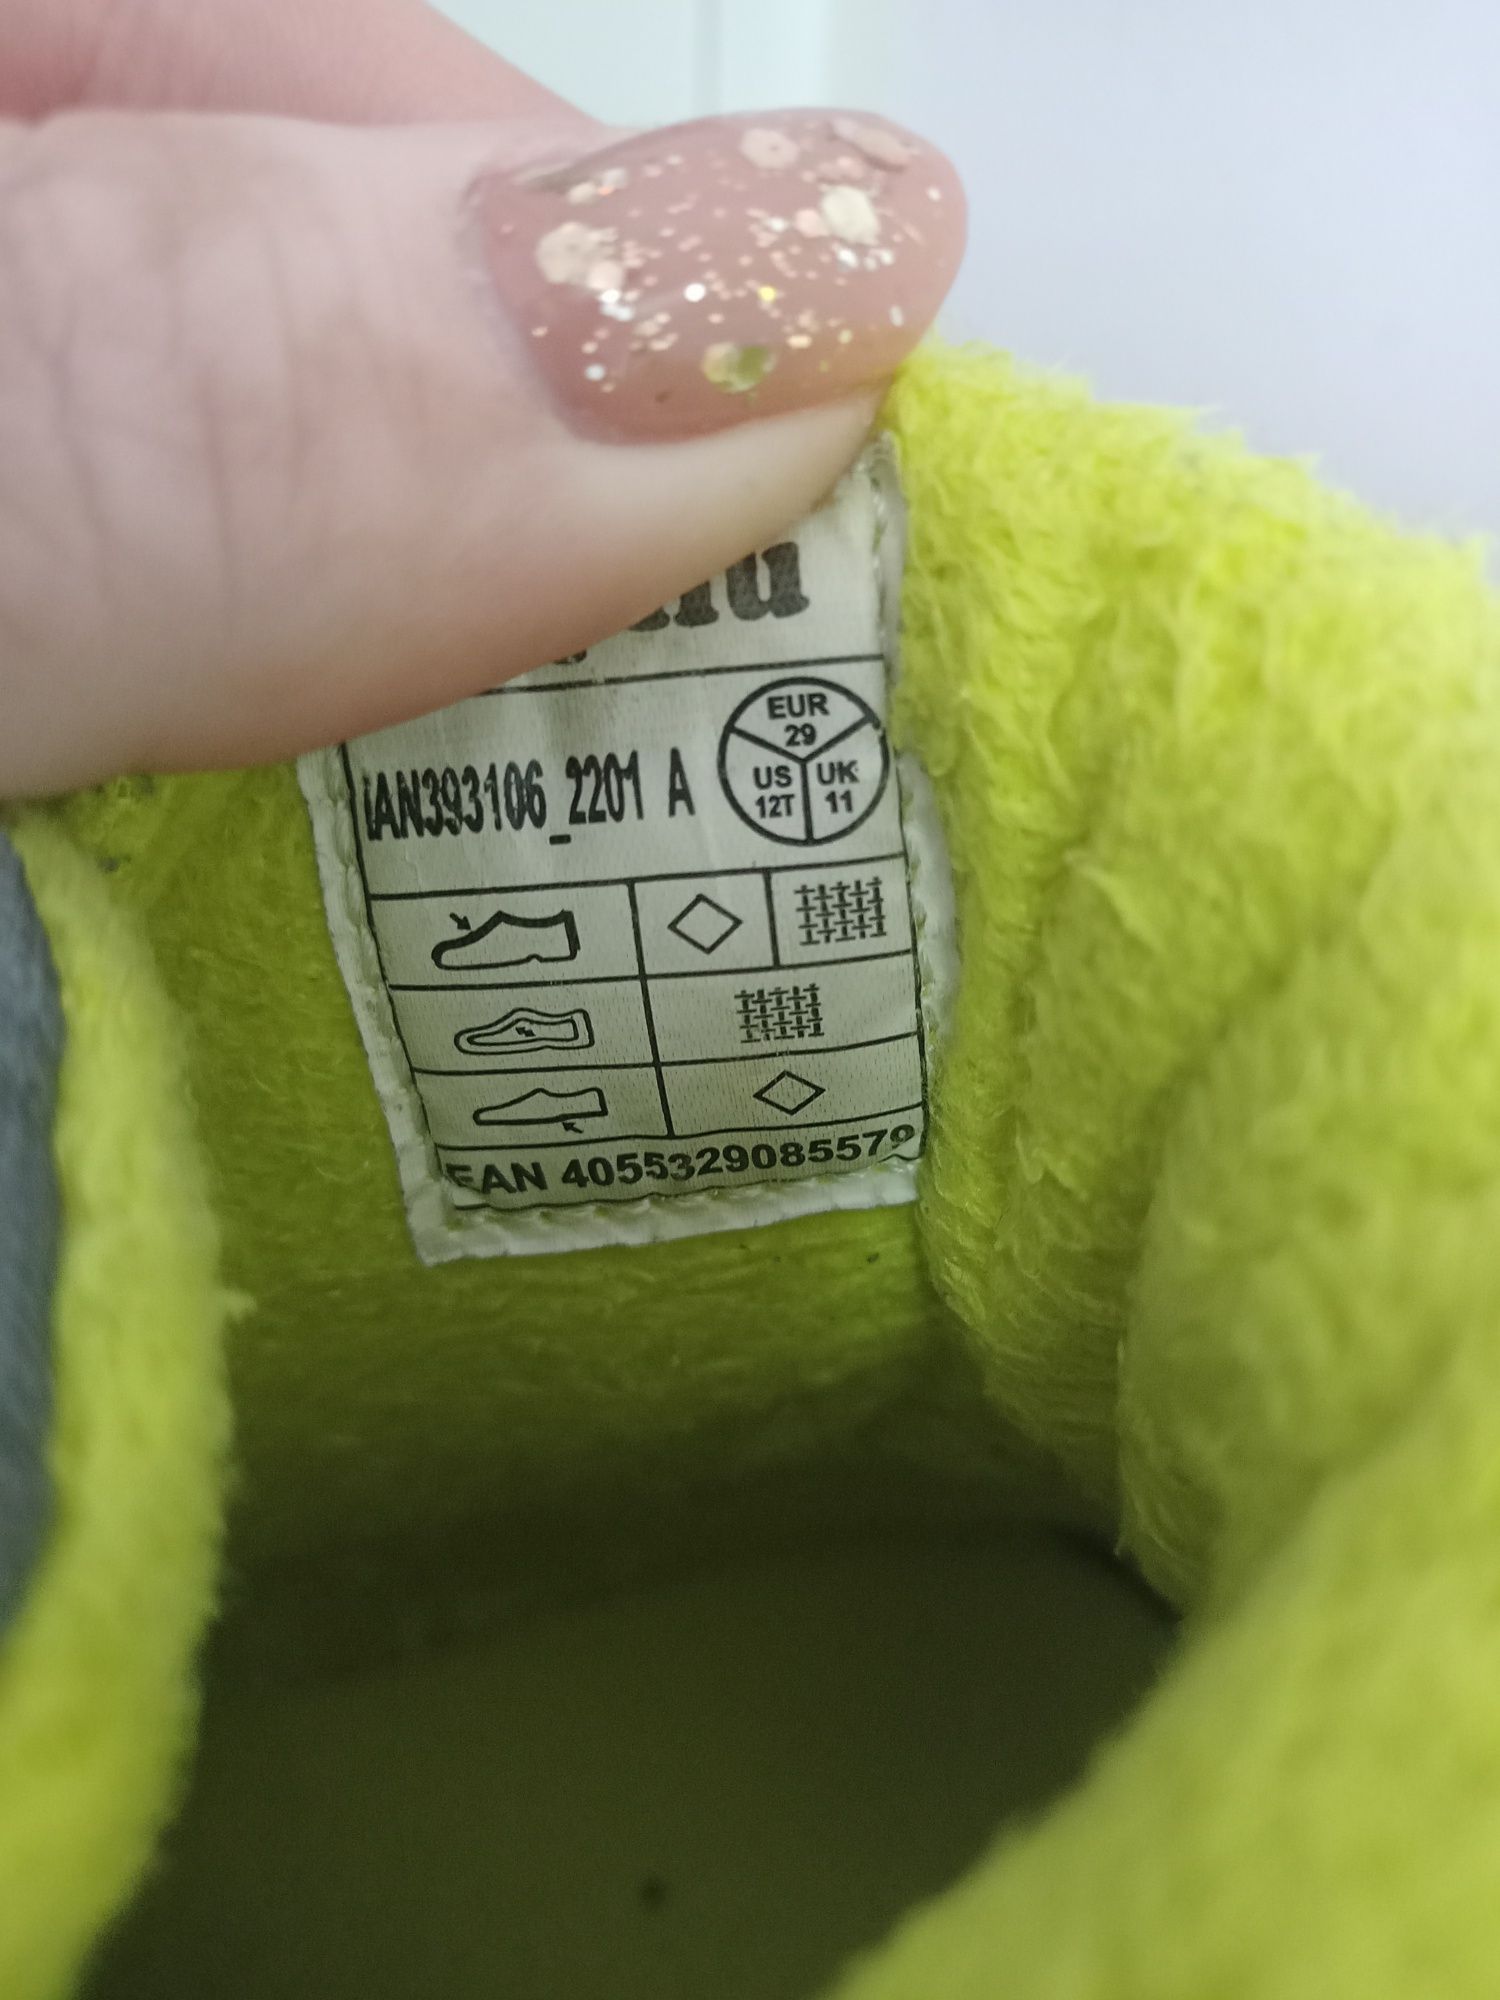 EUR
29
IAN393106_2201 A
US
12T
UK
11
EAN 4055329085579